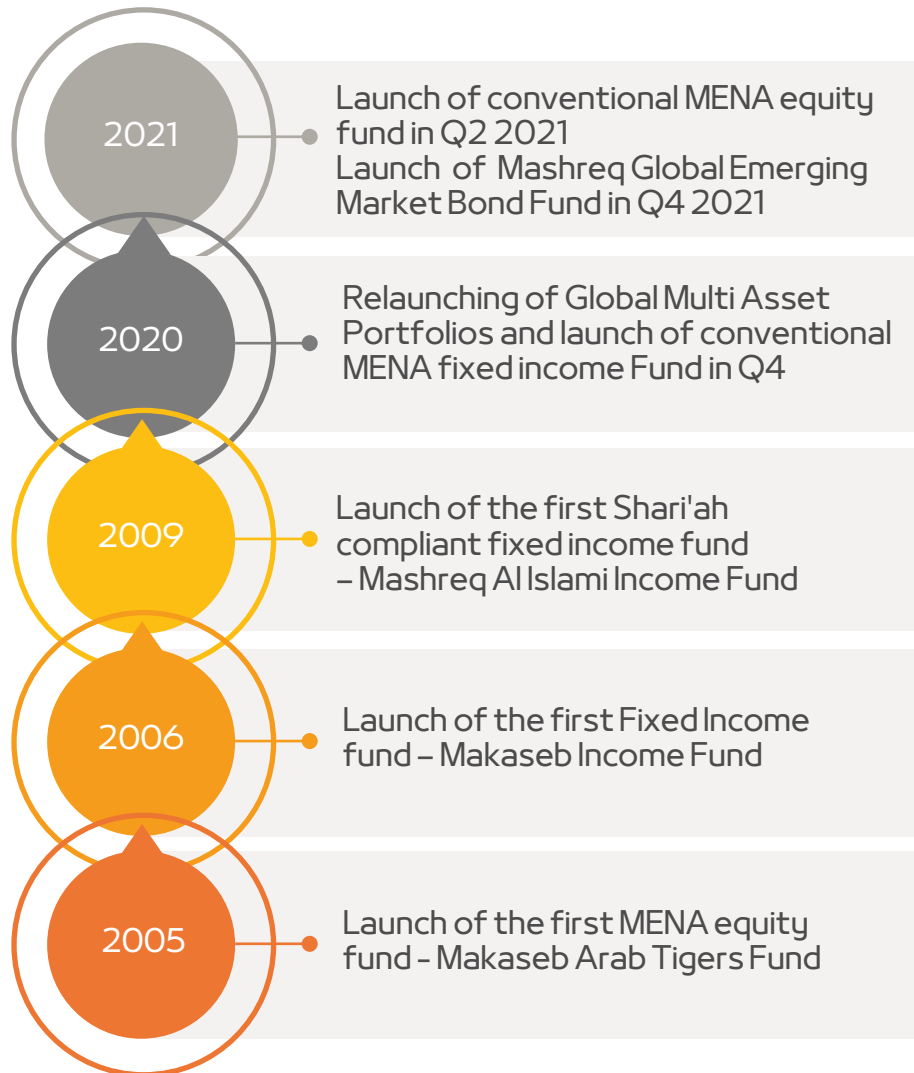 2021
Launch of conventional MENA equity
fund in Q2 2021
Launch of Mashreq Global Emerging
Market Bond Fund in Q4 2021
2020
Relaunching of Global Multi Asset
Portfolios and launch of conventional
MENA fixed income Fund in Q4
2009
Launch of the first Shari'ah
compliant fixed income fund
– Mashreq Al Islami Income Fund
2006
Launch of the first Fixed Income
fund – Makaseb Income Fund
2005
Launch of the first MENA equity
fund - Makaseb Arab Tigers Fund